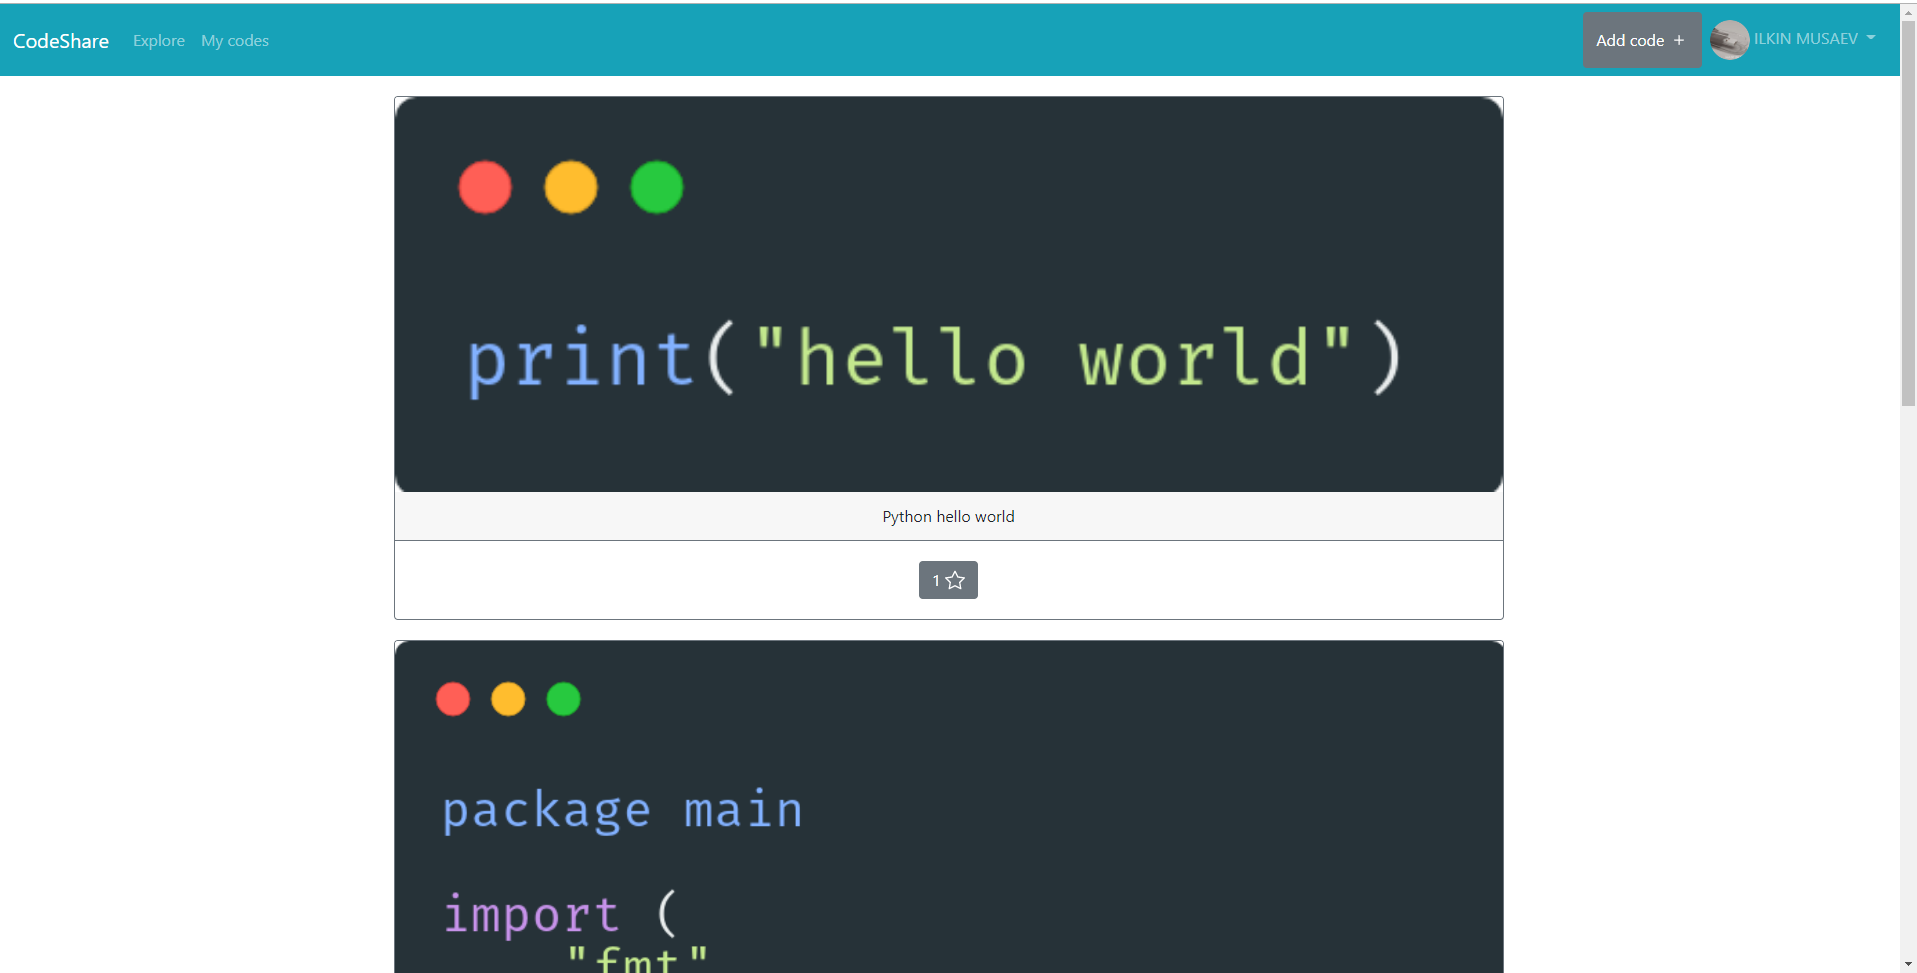 CodeShare Explore My codes Add code + ILKIN MUSAEV
print("hello world")
Python hello world
1
package main
import (
"fmt"